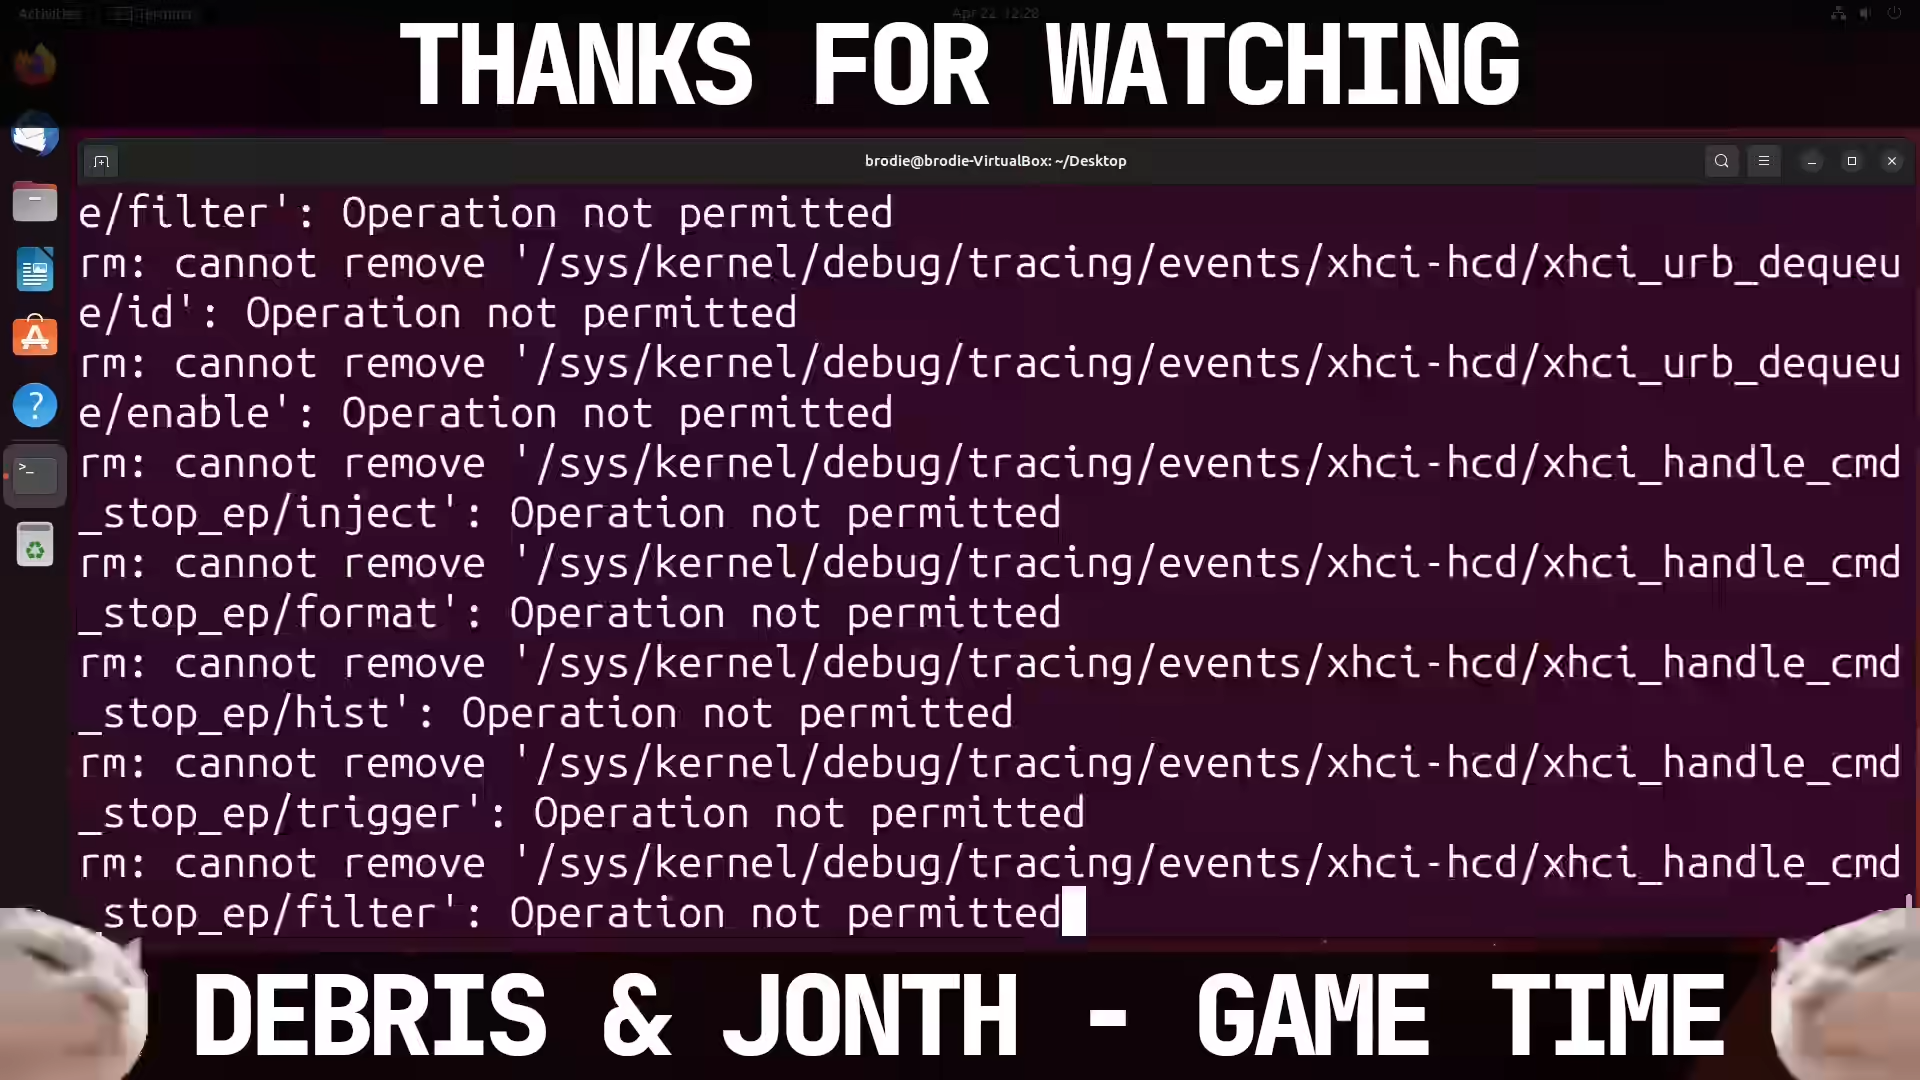 Activities Terminal Apr 22 12:28
THANKS FOR WATCHING
brodie@brodie-VirtualBox: ~/Desktop
e/filter': Operation not permitted
rm: cannot remove '/sys/kernel/debug/tracing/events/xhci-hcd/xhci_urb_dequeu
e/id': Operation not permitted
rm: cannot remove '/sys/kernel/debug/tracing/events/xhci-hcd/xhci_urb_dequeu
e/enable': Operation not permitted
rm: cannot remove '/sys/kernel/debug/tracing/events/xhci-hcd/xhci_handle_cmd
_stop_ep/inject': Operation not permitted
rm: cannot remove '/sys/kernel/debug/tracing/events/xhci-hcd/xhci_handle_cmd
_stop_ep/format': Operation not permitted
rm: cannot remove '/sys/kernel/debug/tracing/events/xhci-hcd/xhci_handle_cmd
_stop_ep/hist': Operation not permitted
rm: cannot remove '/sys/kernel/debug/tracing/events/xhci-hcd/xhci_handle_cmd
_stop_ep/trigger': Operation not permitted
rm: cannot remove '/sys/kernel/debug/tracing/events/xhci-hcd/xhci_handle_cmd
_stop_ep/filter': Operation not permitted
DEBRIS & JONTH - GAME TIME